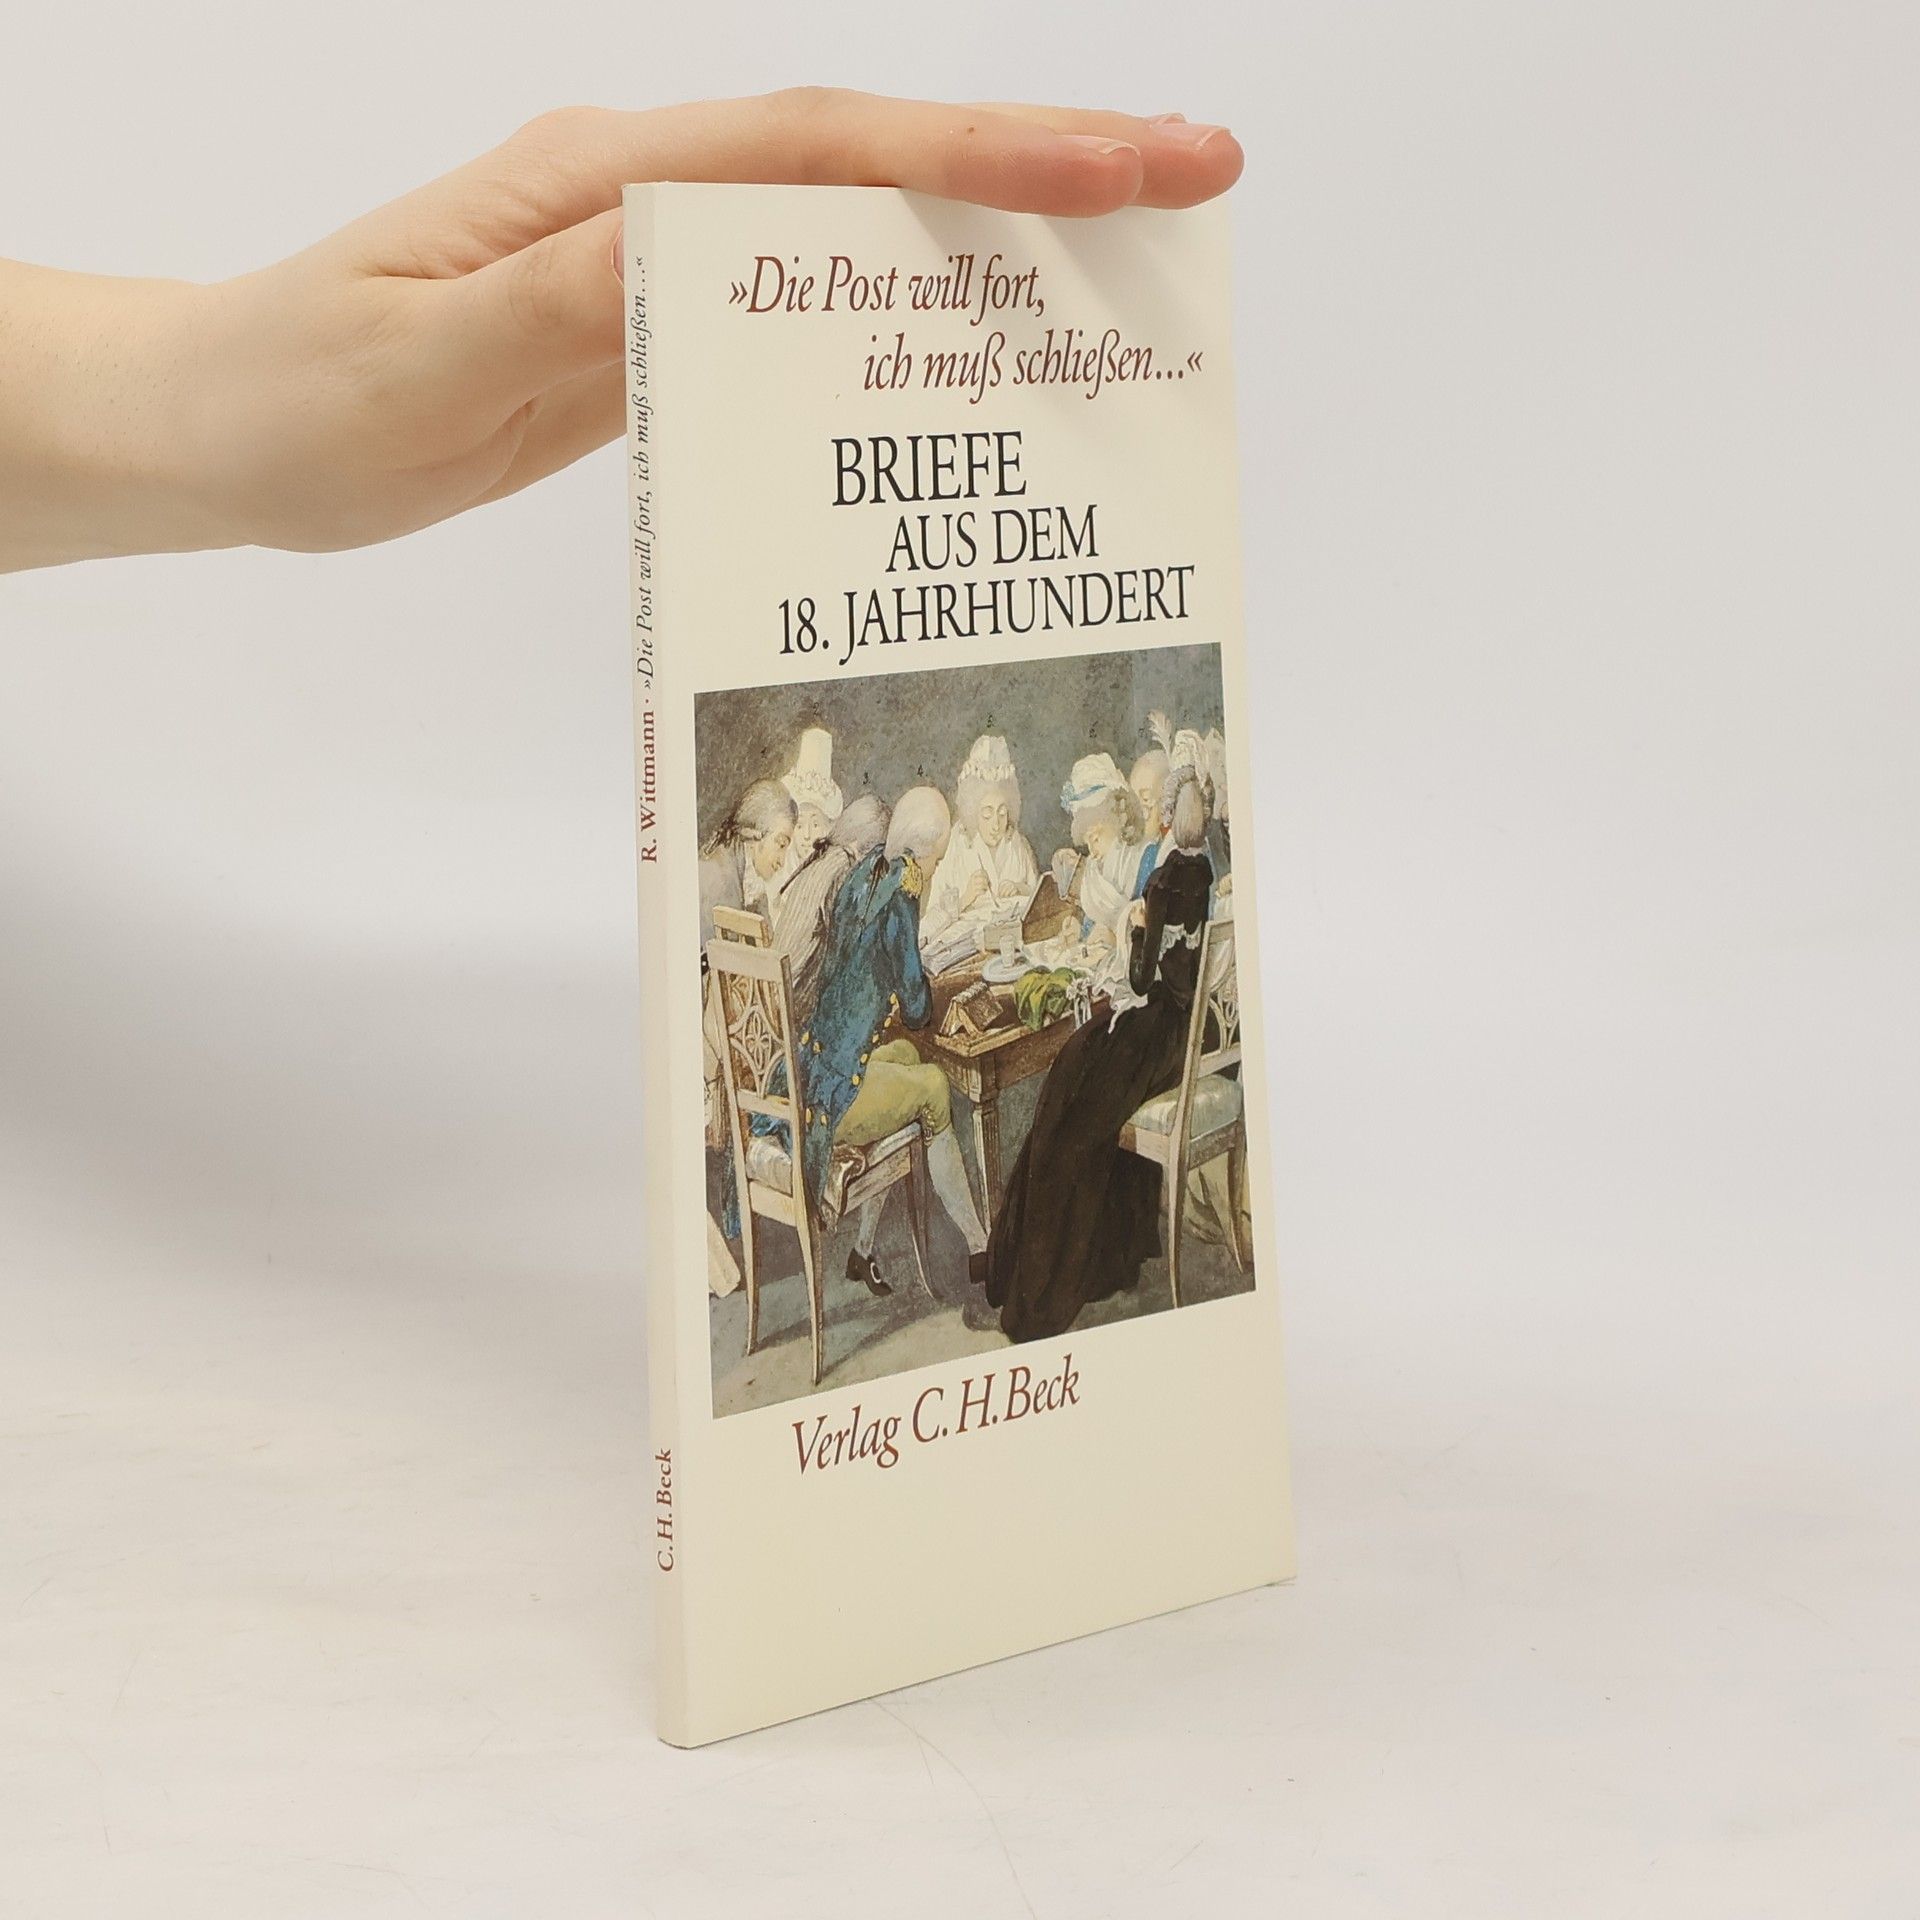 »Die Post will fort,
ich muß schließen...«
BRIEFE
AUS DEM
18. JAHRHUNDERT
Verlag C. H. Beck
R. Wittmann · »Die Post will fort, ich muß schließen...«
C. H. Beck